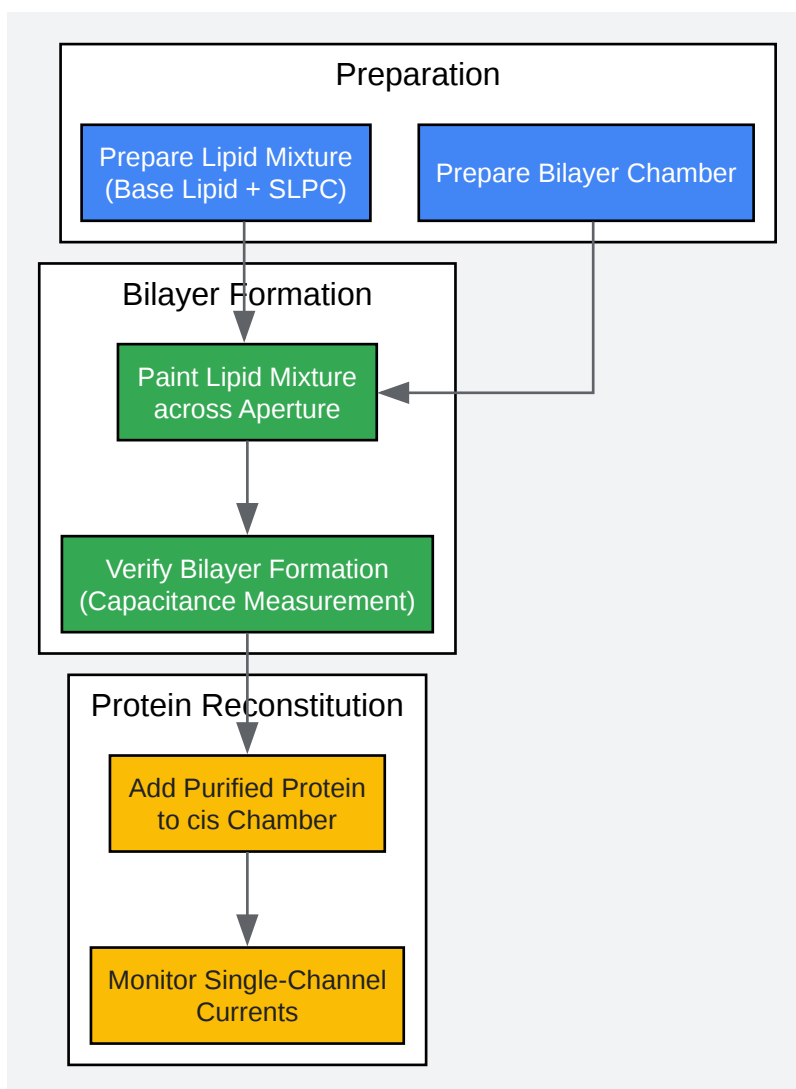 Preparation
Prepare Lipid Mixture
(Base Lipid + SLPC)
Prepare Bilayer Chamber
Bilayer Formation
Paint Lipid Mixture
across Aperture
Verify Bilayer Formation
(Capacitance Measurement)
Protein Reconstitution
Add Purified Protein
to cis Chamber
Monitor Single-Channel
Currents